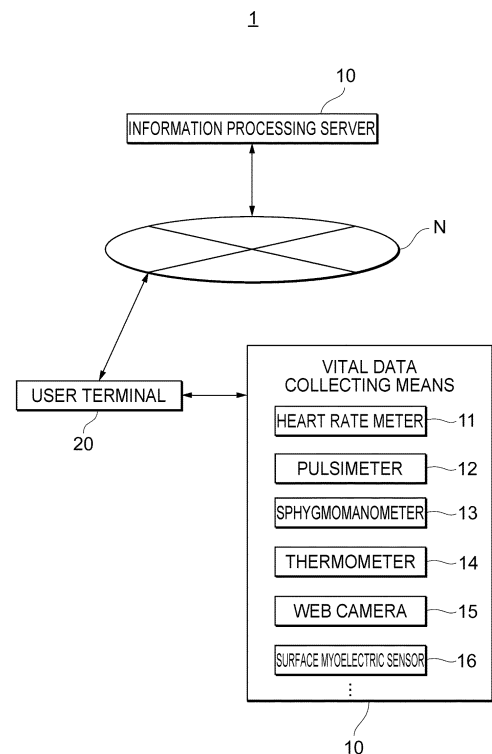 1
10
INFORMATION PROCESSING SERVER
N
USER TERMINAL
20
VITAL DATA
COLLECTING MEANS
HEART RATE METER 11
PULSIMETER 12
SPHYGMOMANOMETER 13
THERMOMETER 14
WEB CAMERA 15
SURFACE MYOELECTRIC SENSOR 16
⋮
10